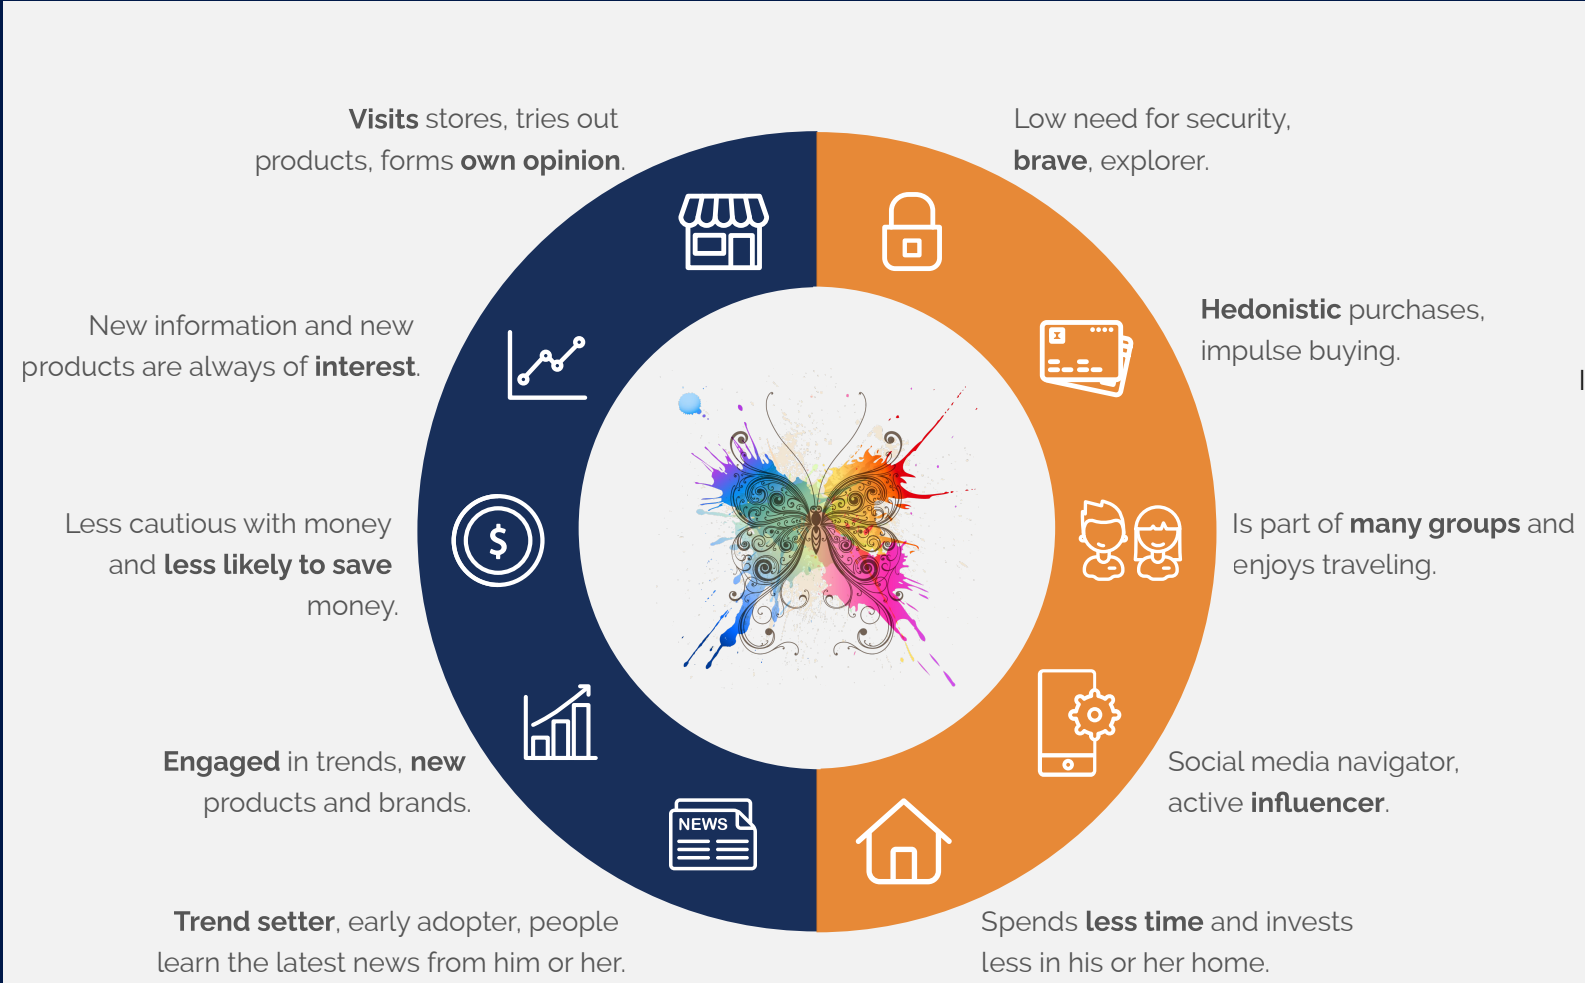 Visits stores, tries out
products, forms own opinion.
Low need for security,
brave, explorer.
New information and new
products are always of interest.
Hedonistic purchases,
impulse buying.
Less cautious with money
and less likely to save
money.
$
Is part of many groups and
enjoys traveling.
Engaged in trends, new
products and brands.
Social media navigator,
active influencer.
NEWS
Trend setter, early adopter, people
learn the latest news from him or her.
Spends less time and invests
less in his or her home.